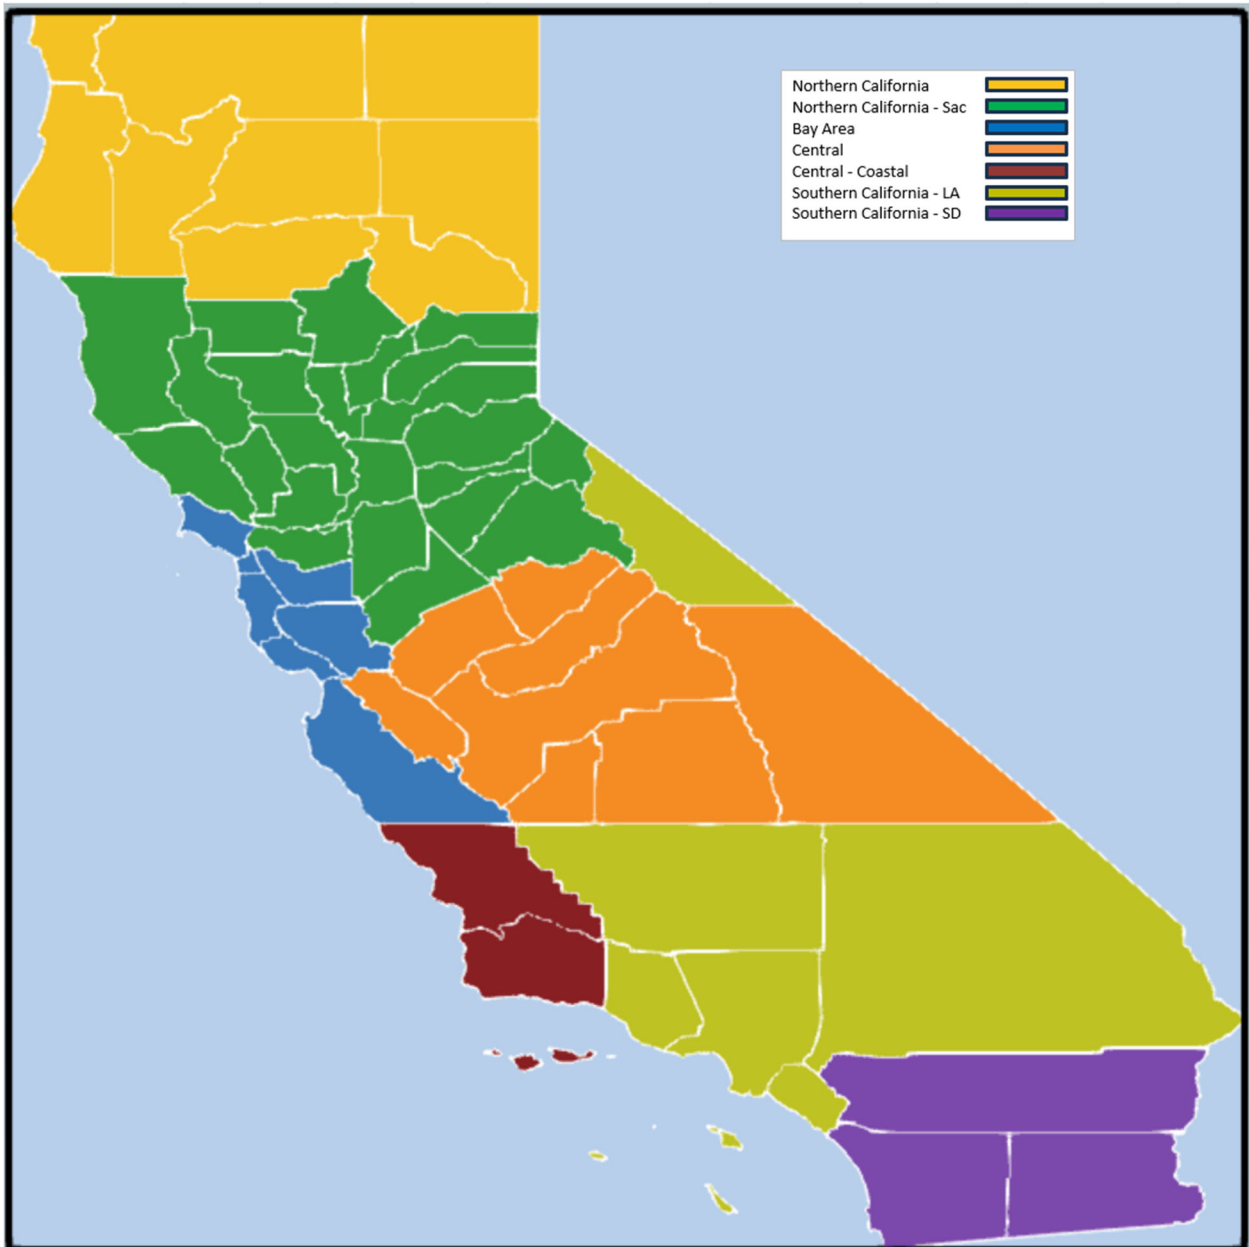 Northern California
Northern California - Sac
Bay Area
Central
Central - Coastal
Southern California - LA
Southern California - SD